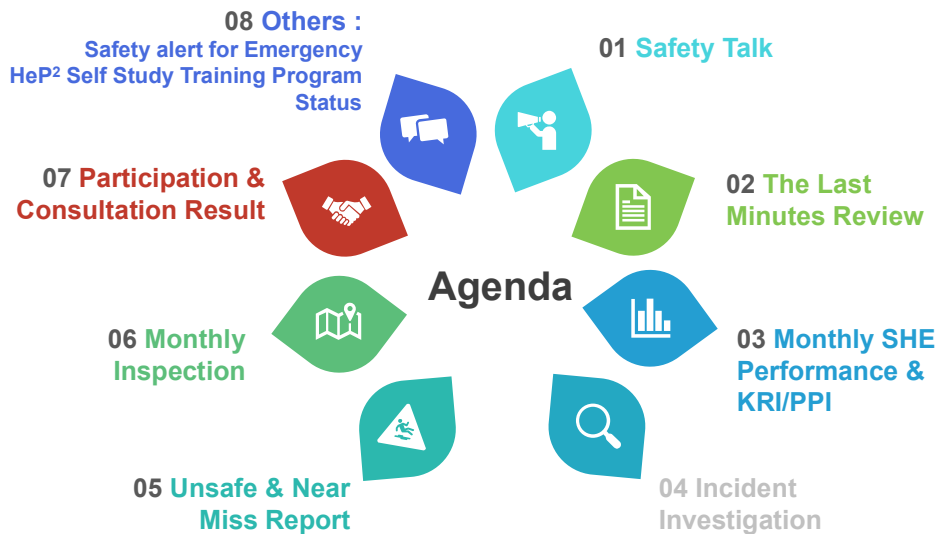 Agenda
01 Safety Talk
02 The Last
Minutes Review
03 Monthly SHE
Performance &
KRI/PPI
04 Incident
Investigation
05 Unsafe & Near
Miss Report
06 Monthly
Inspection
07 Participation &
Consultation Result
08 Others :
Safety alert for Emergency
HeP² Self Study Training Program
Status